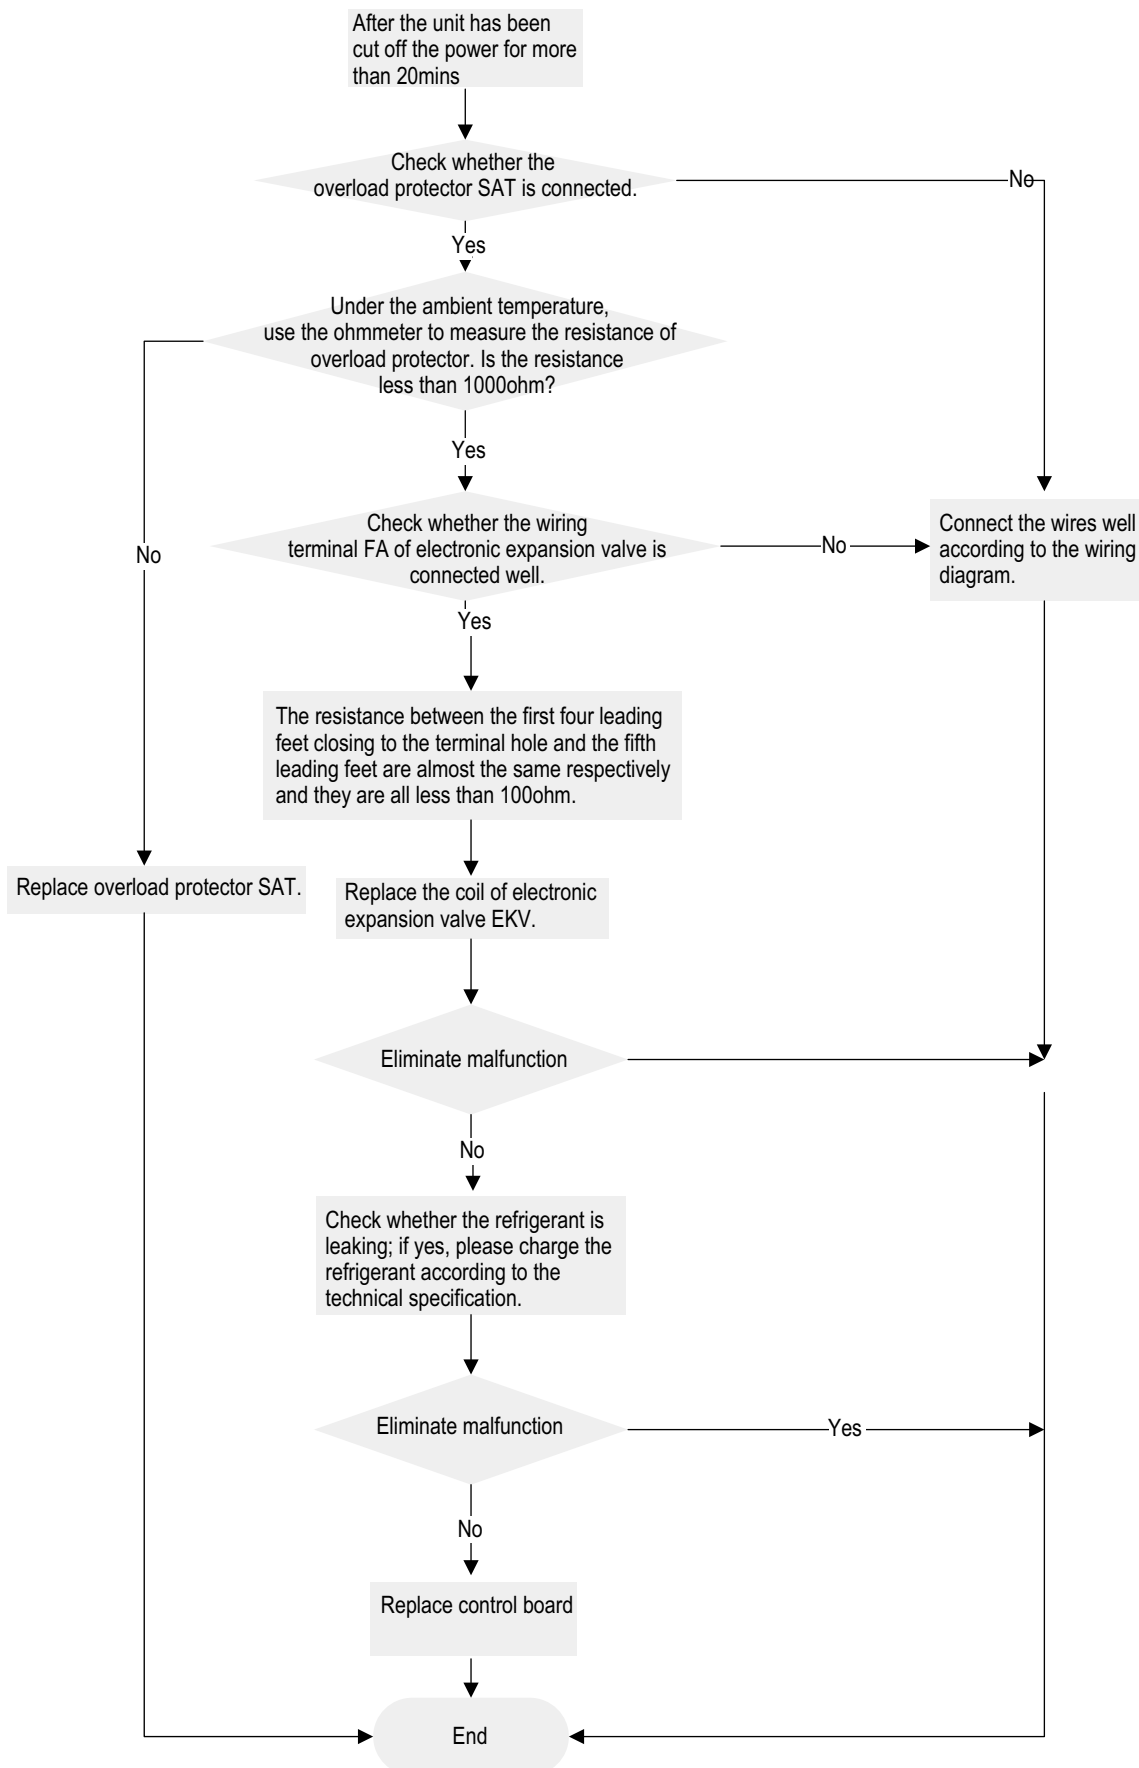 After the unit has been
cut off the power for more
than 20mins
Check whether the
overload protector SAT is connected.
No
Yes
Under the ambient temperature,
use the ohmmeter to measure the resistance of
overload protector. Is the resistance
less than 1000ohm?
Yes
No
Check whether the wiring
terminal FA of electronic expansion valve is
connected well.
No
Connect the wires well
according to the wiring
diagram.
Yes
The resistance between the first four leading
feet closing to the terminal hole and the fifth
leading feet are almost the same respectively
and they are all less than 100ohm.
Replace overload protector SAT.
Replace the coil of electronic
expansion valve EKV.
Eliminate malfunction
No
Check whether the refrigerant is
leaking; if yes, please charge the
refrigerant according to the
technical specification.
Eliminate malfunction
Yes
No
Replace control board
End